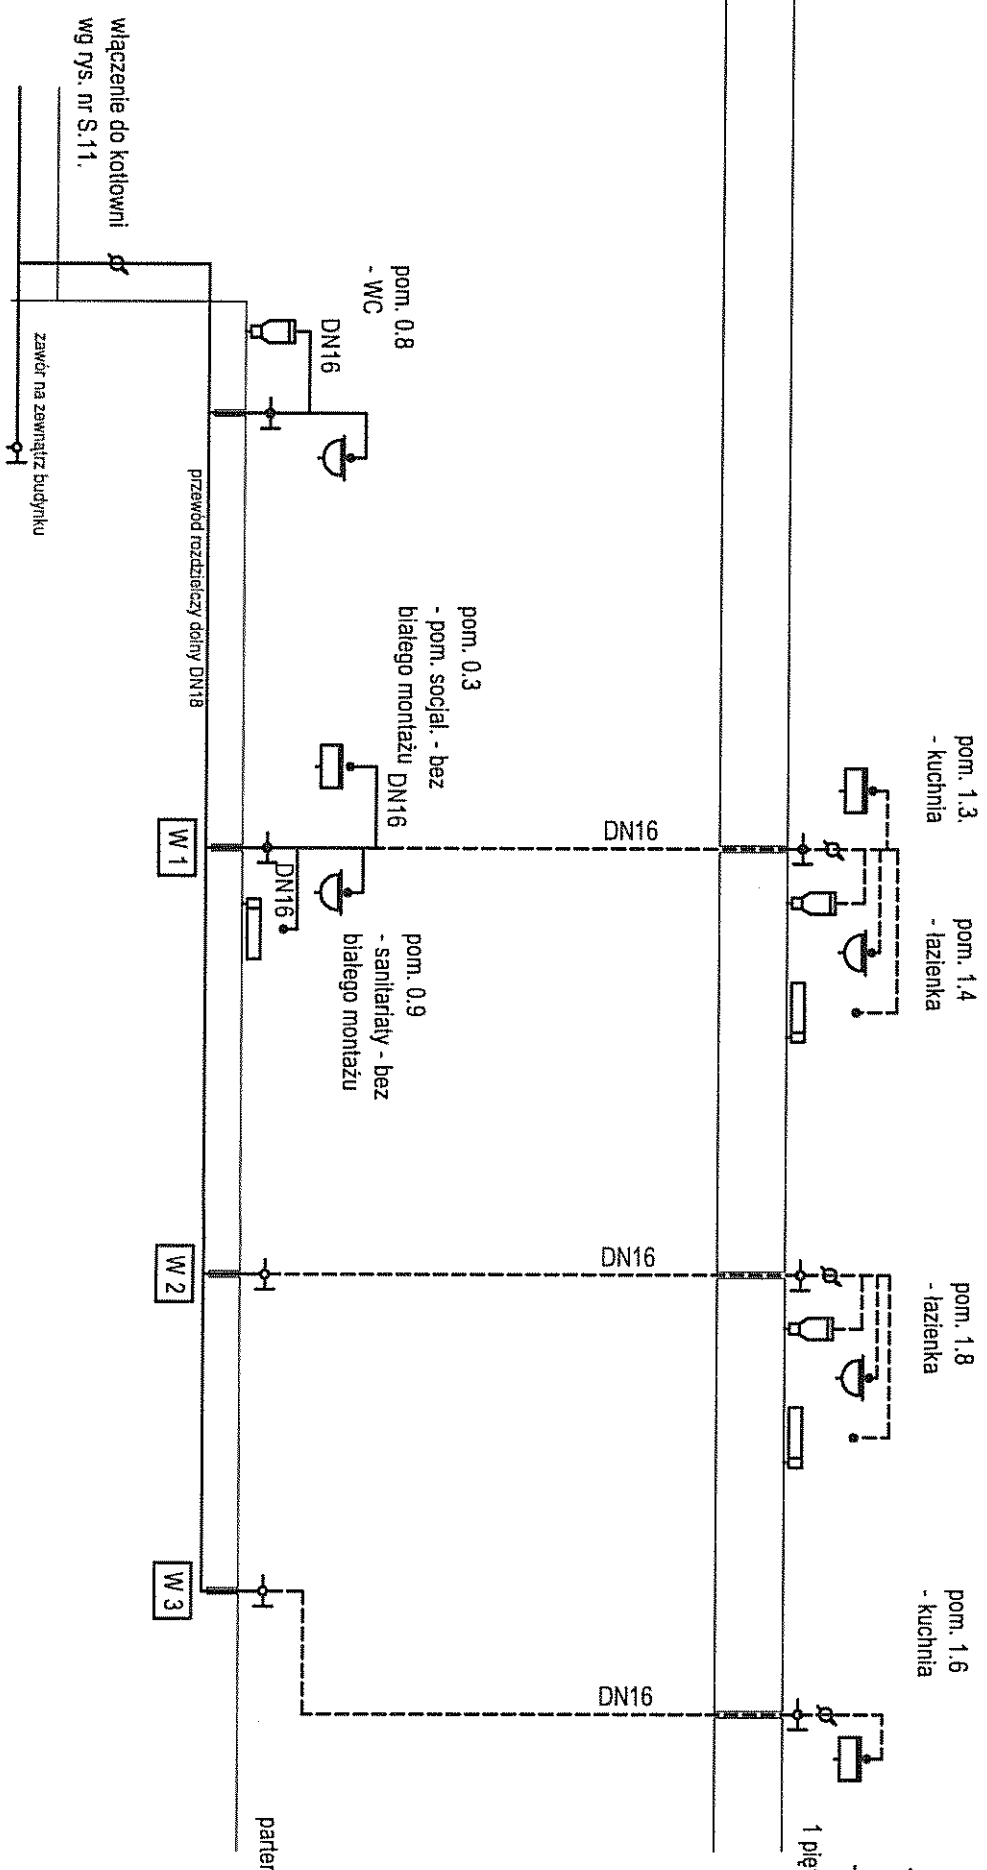 pom. 1.3.
- kuchnia
pom. 1.4
- łazienka
pom. 1.8
- łazienka
pom. 1.6
- kuchnia
DN16
DN16
DN16
parter
pom. 0.3
- pom. socjal. - bez
białego montażu
DN16
pom. 0.9
- sanitariaty - bez
białego montażu
DN16
pom. 0.8
- WC
DN16
przewód rozdzielczy dolny DN18
W 1
W 2
W 3
włączenie do kotłowni
wg rys. nr S.11.
zawór na zewnątrz budynku